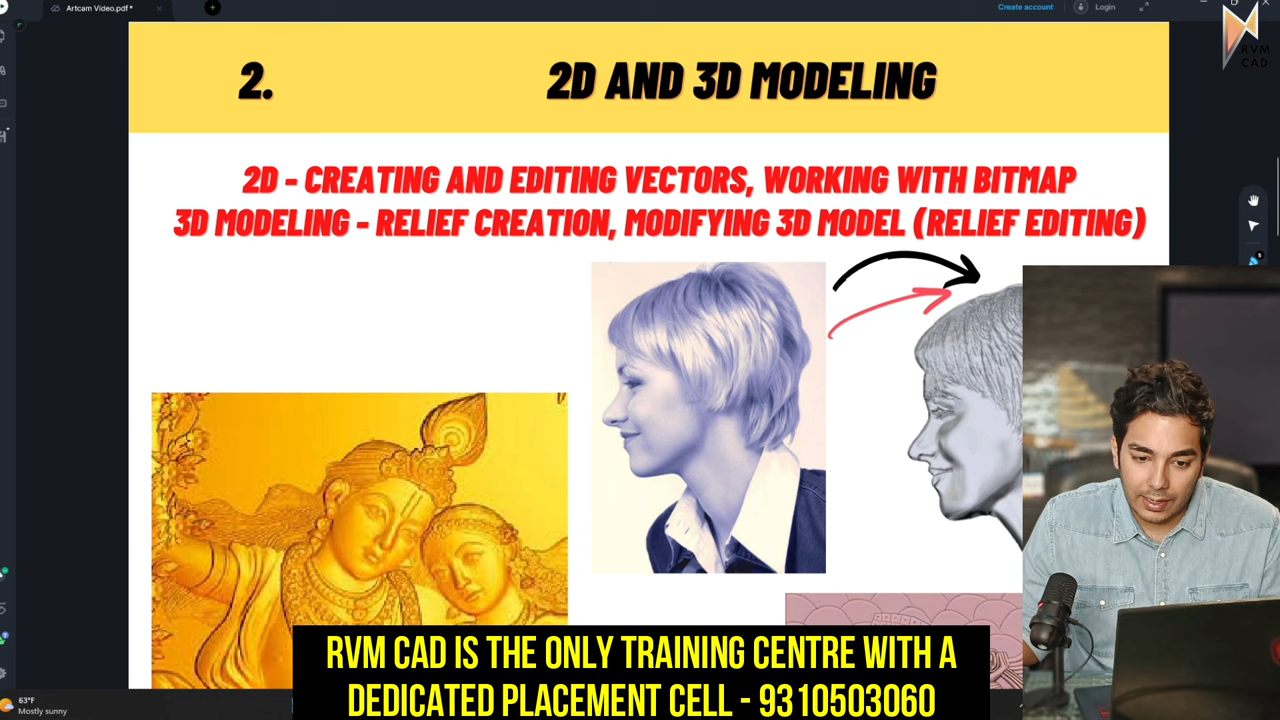 Artcam Video.pdf *
Create account
Login
RVM
CAD
2.
2D AND 3D MODELING
2D - CREATING AND EDITING VECTORS, WORKING WITH BITMAP
3D MODELING - RELIEF CREATION, MODIFYING 3D MODEL (RELIEF EDITING)
RVM CAD IS THE ONLY TRAINING CENTRE WITH A
DEDICATED PLACEMENT CELL - 9310503060
63°F
Mostly sunny